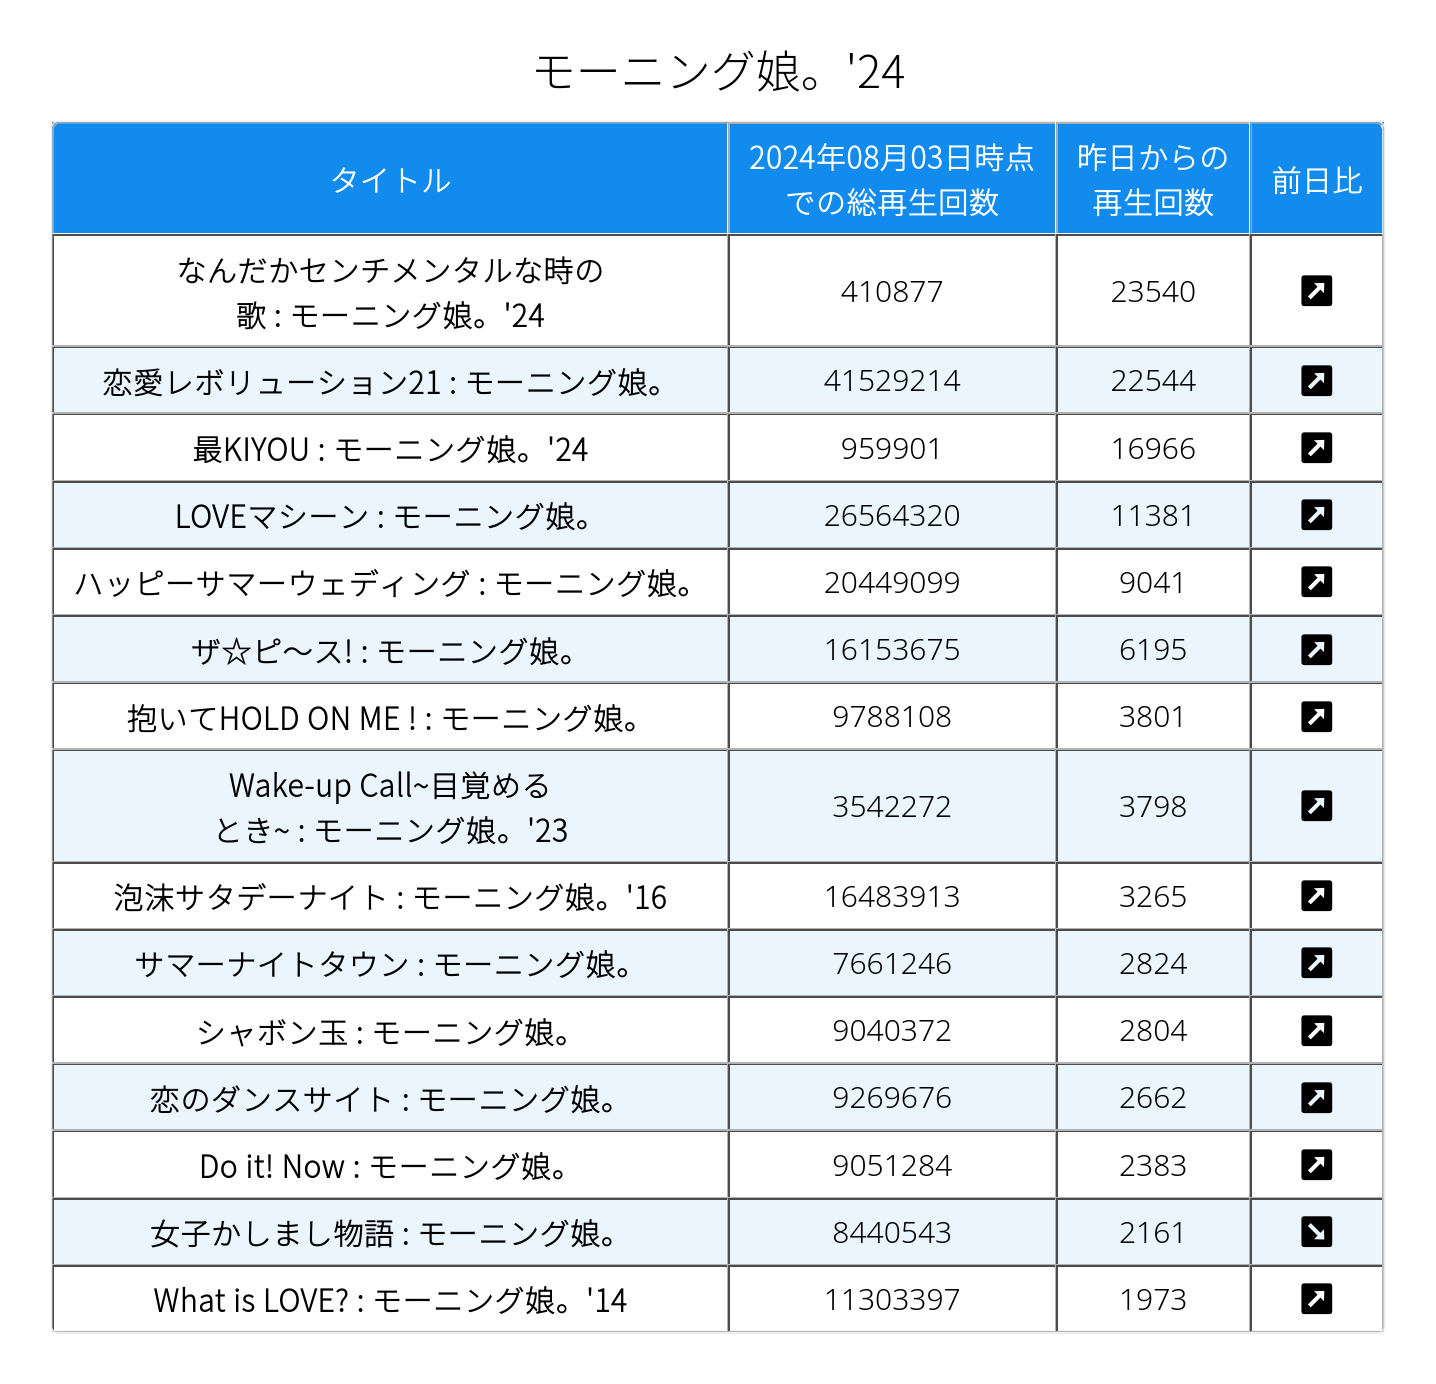 モーニング娘。'24
タイトル
2024年08月03日時点
での総再生回数
昨日からの
再生回数
前日比
なんだかセンチメンタルな時の
歌 : モーニング娘。'24
410877
23540
恋愛レボリューション21 : モーニング娘。
41529214
22544
最KIYOU : モーニング娘。'24
959901
16966
LOVEマシーン : モーニング娘。
26564320
11381
ハッピーサマーウェディング : モーニング娘。
20449099
9041
ザ☆ピ〜ス! : モーニング娘。
16153675
6195
抱いてHOLD ON ME ! : モーニング娘。
9788108
3801
Wake-up Call~目覚める
とき~ : モーニング娘。'23
3542272
3798
泡沫サタデーナイト : モーニング娘。'16
16483913
3265
サマーナイトタウン : モーニング娘。
7661246
2824
シャボン玉 : モーニング娘。
9040372
2804
恋のダンスサイト : モーニング娘。
9269676
2662
Do it! Now : モーニング娘。
9051284
2383
女子かしまし物語 : モーニング娘。
8440543
2161
What is LOVE? : モーニング娘。'14
11303397
1973